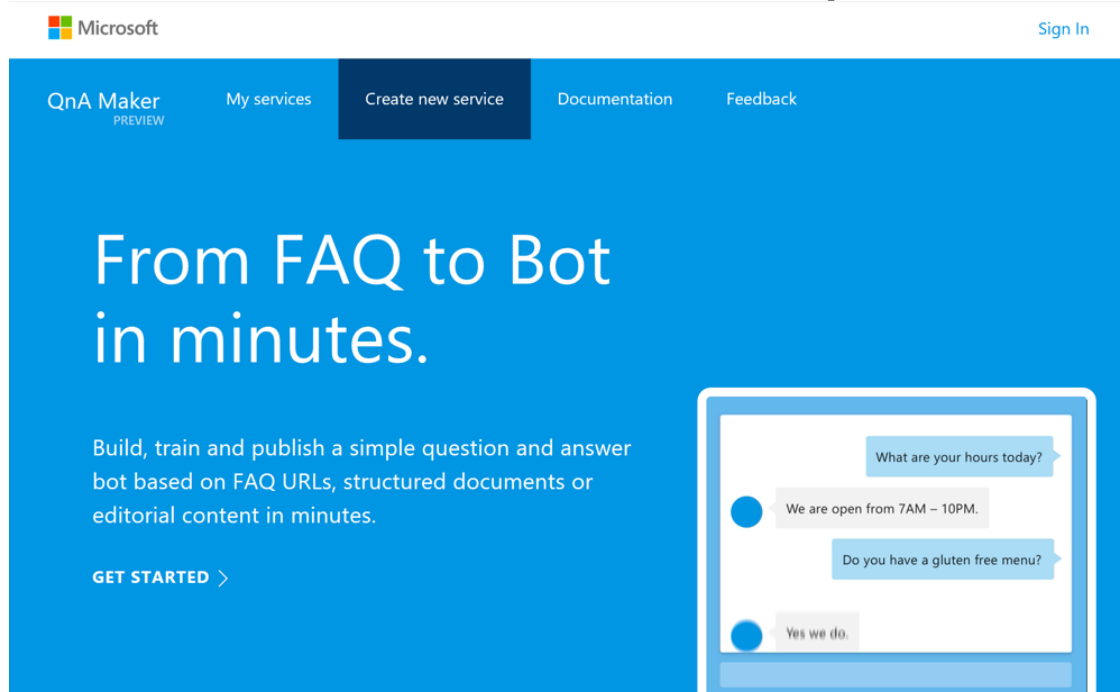 Microsoft
Sign In
QnA Maker
PREVIEW
My services
Create new service
Documentation
Feedback
From FAQ to Bot
in minutes.
Build, train and publish a simple question and answer
bot based on FAQ URLs, structured documents or
editorial content in minutes.
GET STARTED
What are your hours today?
We are open from 7AM – 10PM.
Do you have a gluten free menu?
Yes we do.